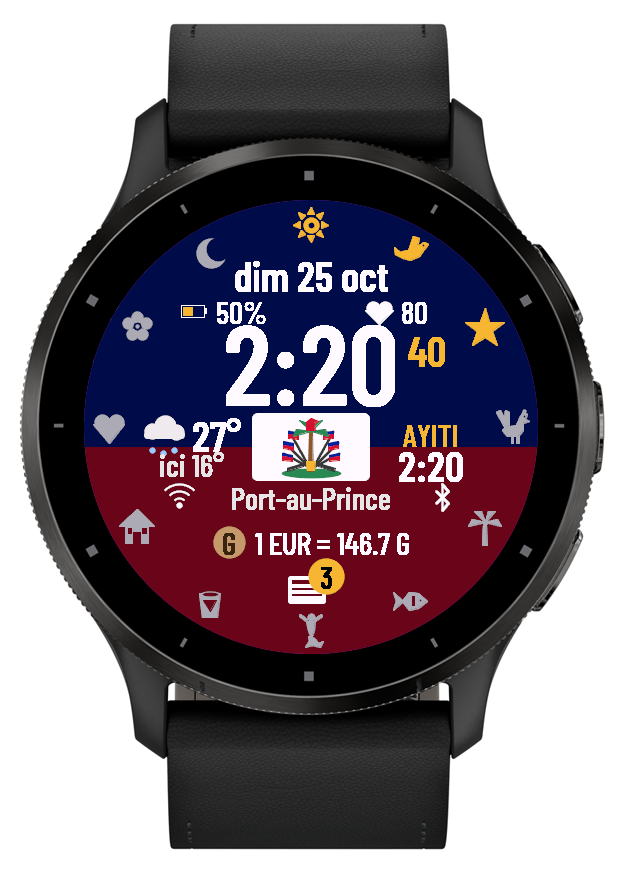 dim 25 oct
50% 80
2:20 40
27° AYITI
ici 16° 2:20
Port-au-Prince
G 1 EUR = 146.7 G
3